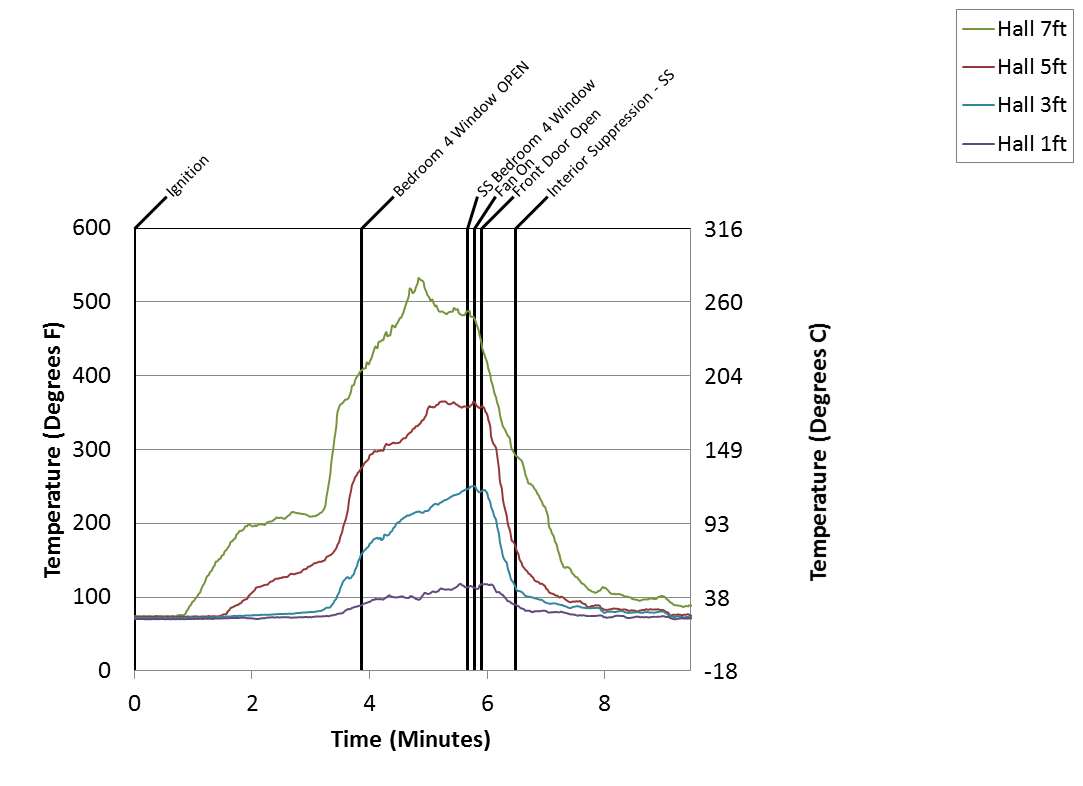 Hall 7ft
Hall 5ft
Hall 3ft
Hall 1ft
Ignition
Bedroom 4 Window OPEN
SS Bedroom 4 Window
Fan On
Front Door Open
Interior Suppression - SS
600
500
400
300
200
100
0
Temperature (Degrees F)
316
260
204
149
93
38
-18
Temperature (Degrees C)
0 2 4 6 8
Time (Minutes)